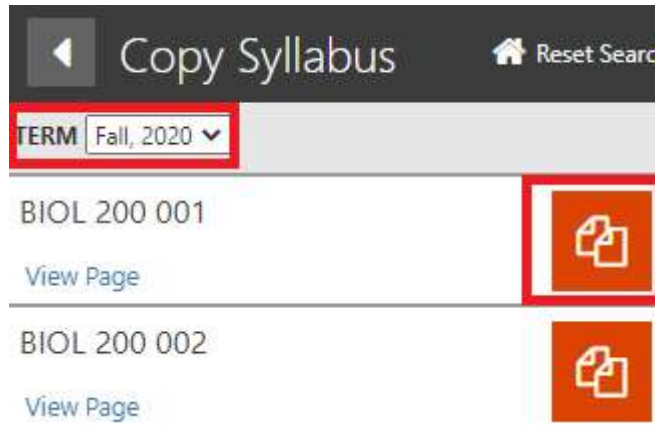 Copy Syllabus Reset Searc
TERM Fall, 2020
BIOL 200 001
View Page
BIOL 200 002
View Page